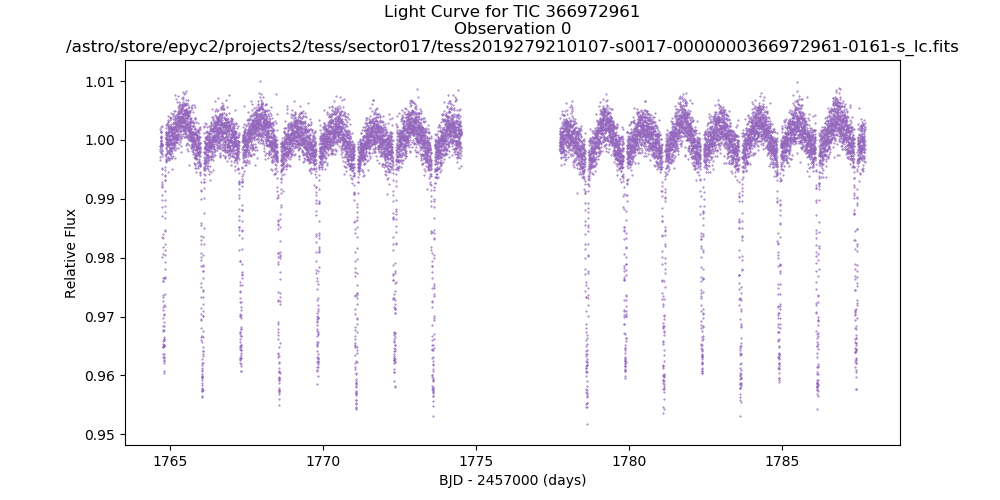 Light Curve for TIC 366972961
Observation 0
/astro/store/epyc2/projects2/tess/sector017/tess2019279210107-s0017-0000000366972961-0161-s_lc.fits
1.01
1.00
0.99
0.98
0.97
0.96
0.95
Relative Flux
1765
1770
1775
1780
1785
BJD - 2457000 (days)